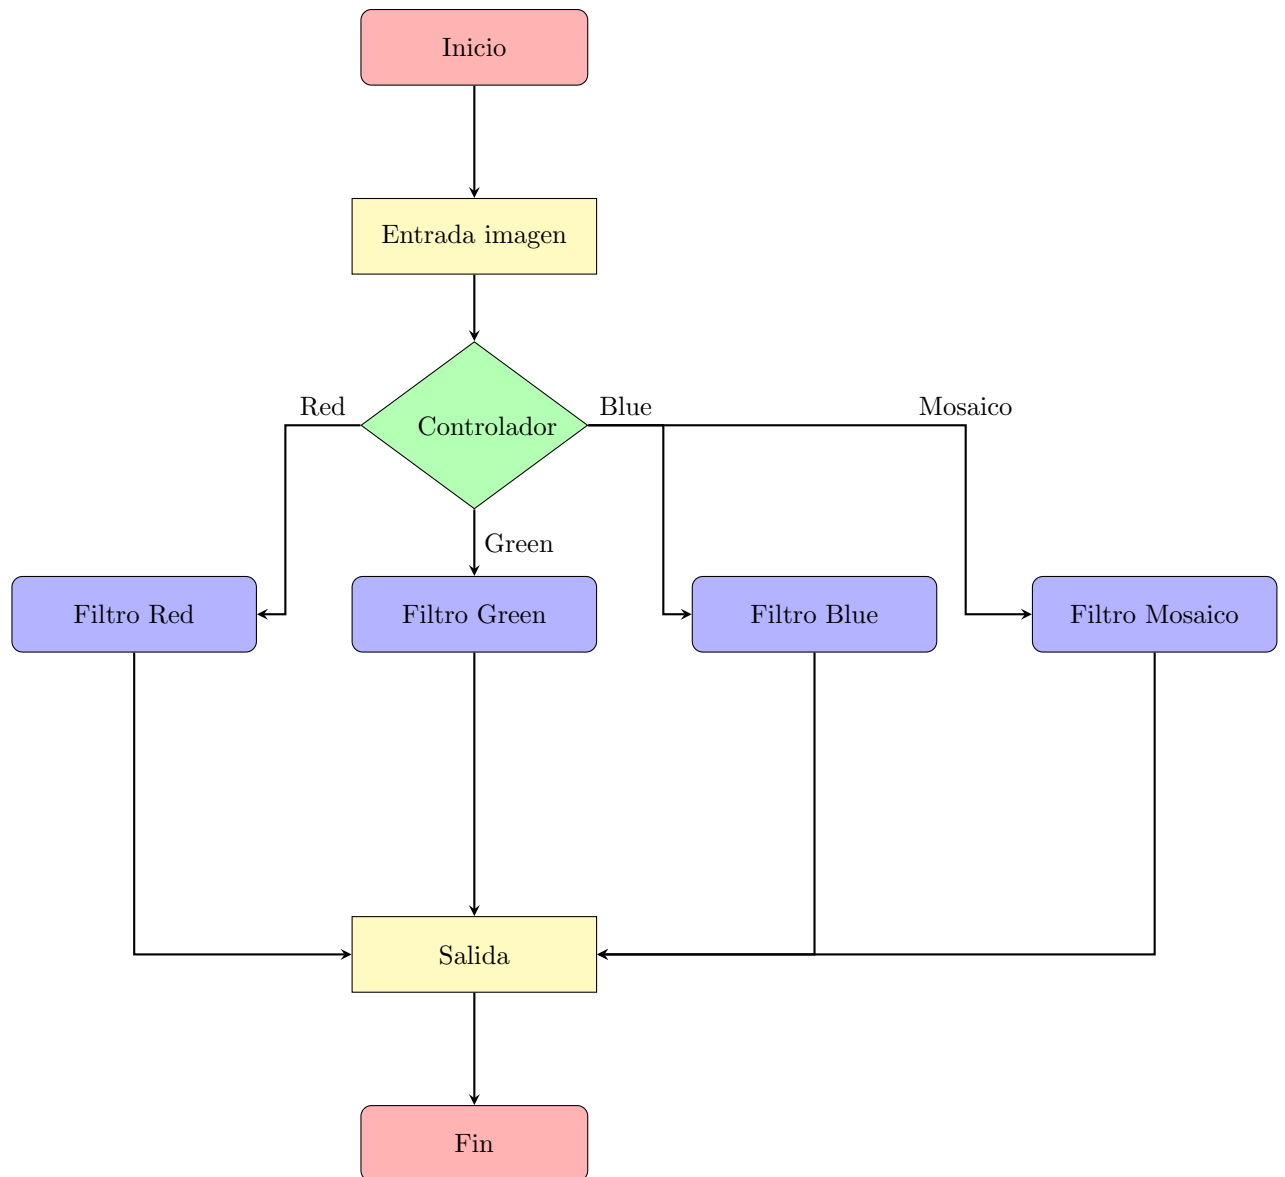 Inicio
Entrada imagen
Red
Blue
Mosaico
Controlador
Green
Filtro Red
Filtro Green
Filtro Blue
Filtro Mosaico
Salida
Fin